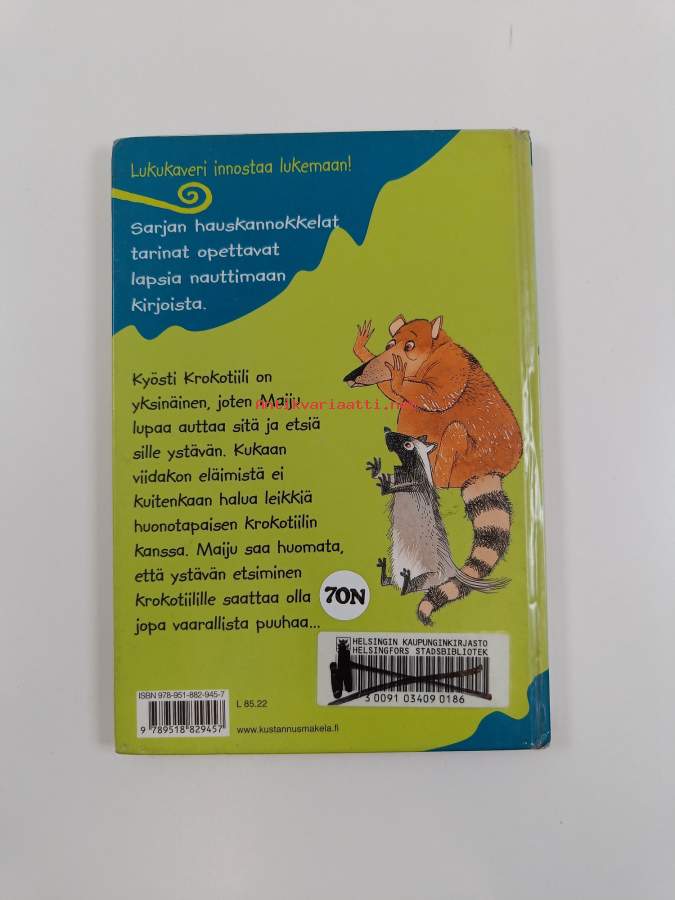 Lukukaveri innostaa lukemaan!
Sarjan hauskannokkelat
tarinat opettavat
lapsia nauttimaan
kirjoista.
Kyösti Krokotiili on
yksinäinen, joten Maiju
lupaa auttaa sitä ja etsiä
sille ystävän. Kukaan
viidakon eläimistä ei
kuitenkaan halua leikkiä
huonotapaisen krokotiilin
kanssa. Maiju saa huomata,
että ystävän etsiminen
krokotiilille saattaa olla
jopa vaarallista puuhaa...
antikvariaatti.net
70N
HELSINGIN KAUPUNGINKIRJASTO
HELSINGFORS STADSBIBLIOTEK
3 0091 03409 0186
ISBN 978-951-882-945-7
9 789518 829457
L 85.22
www.kustannusmakela.fi